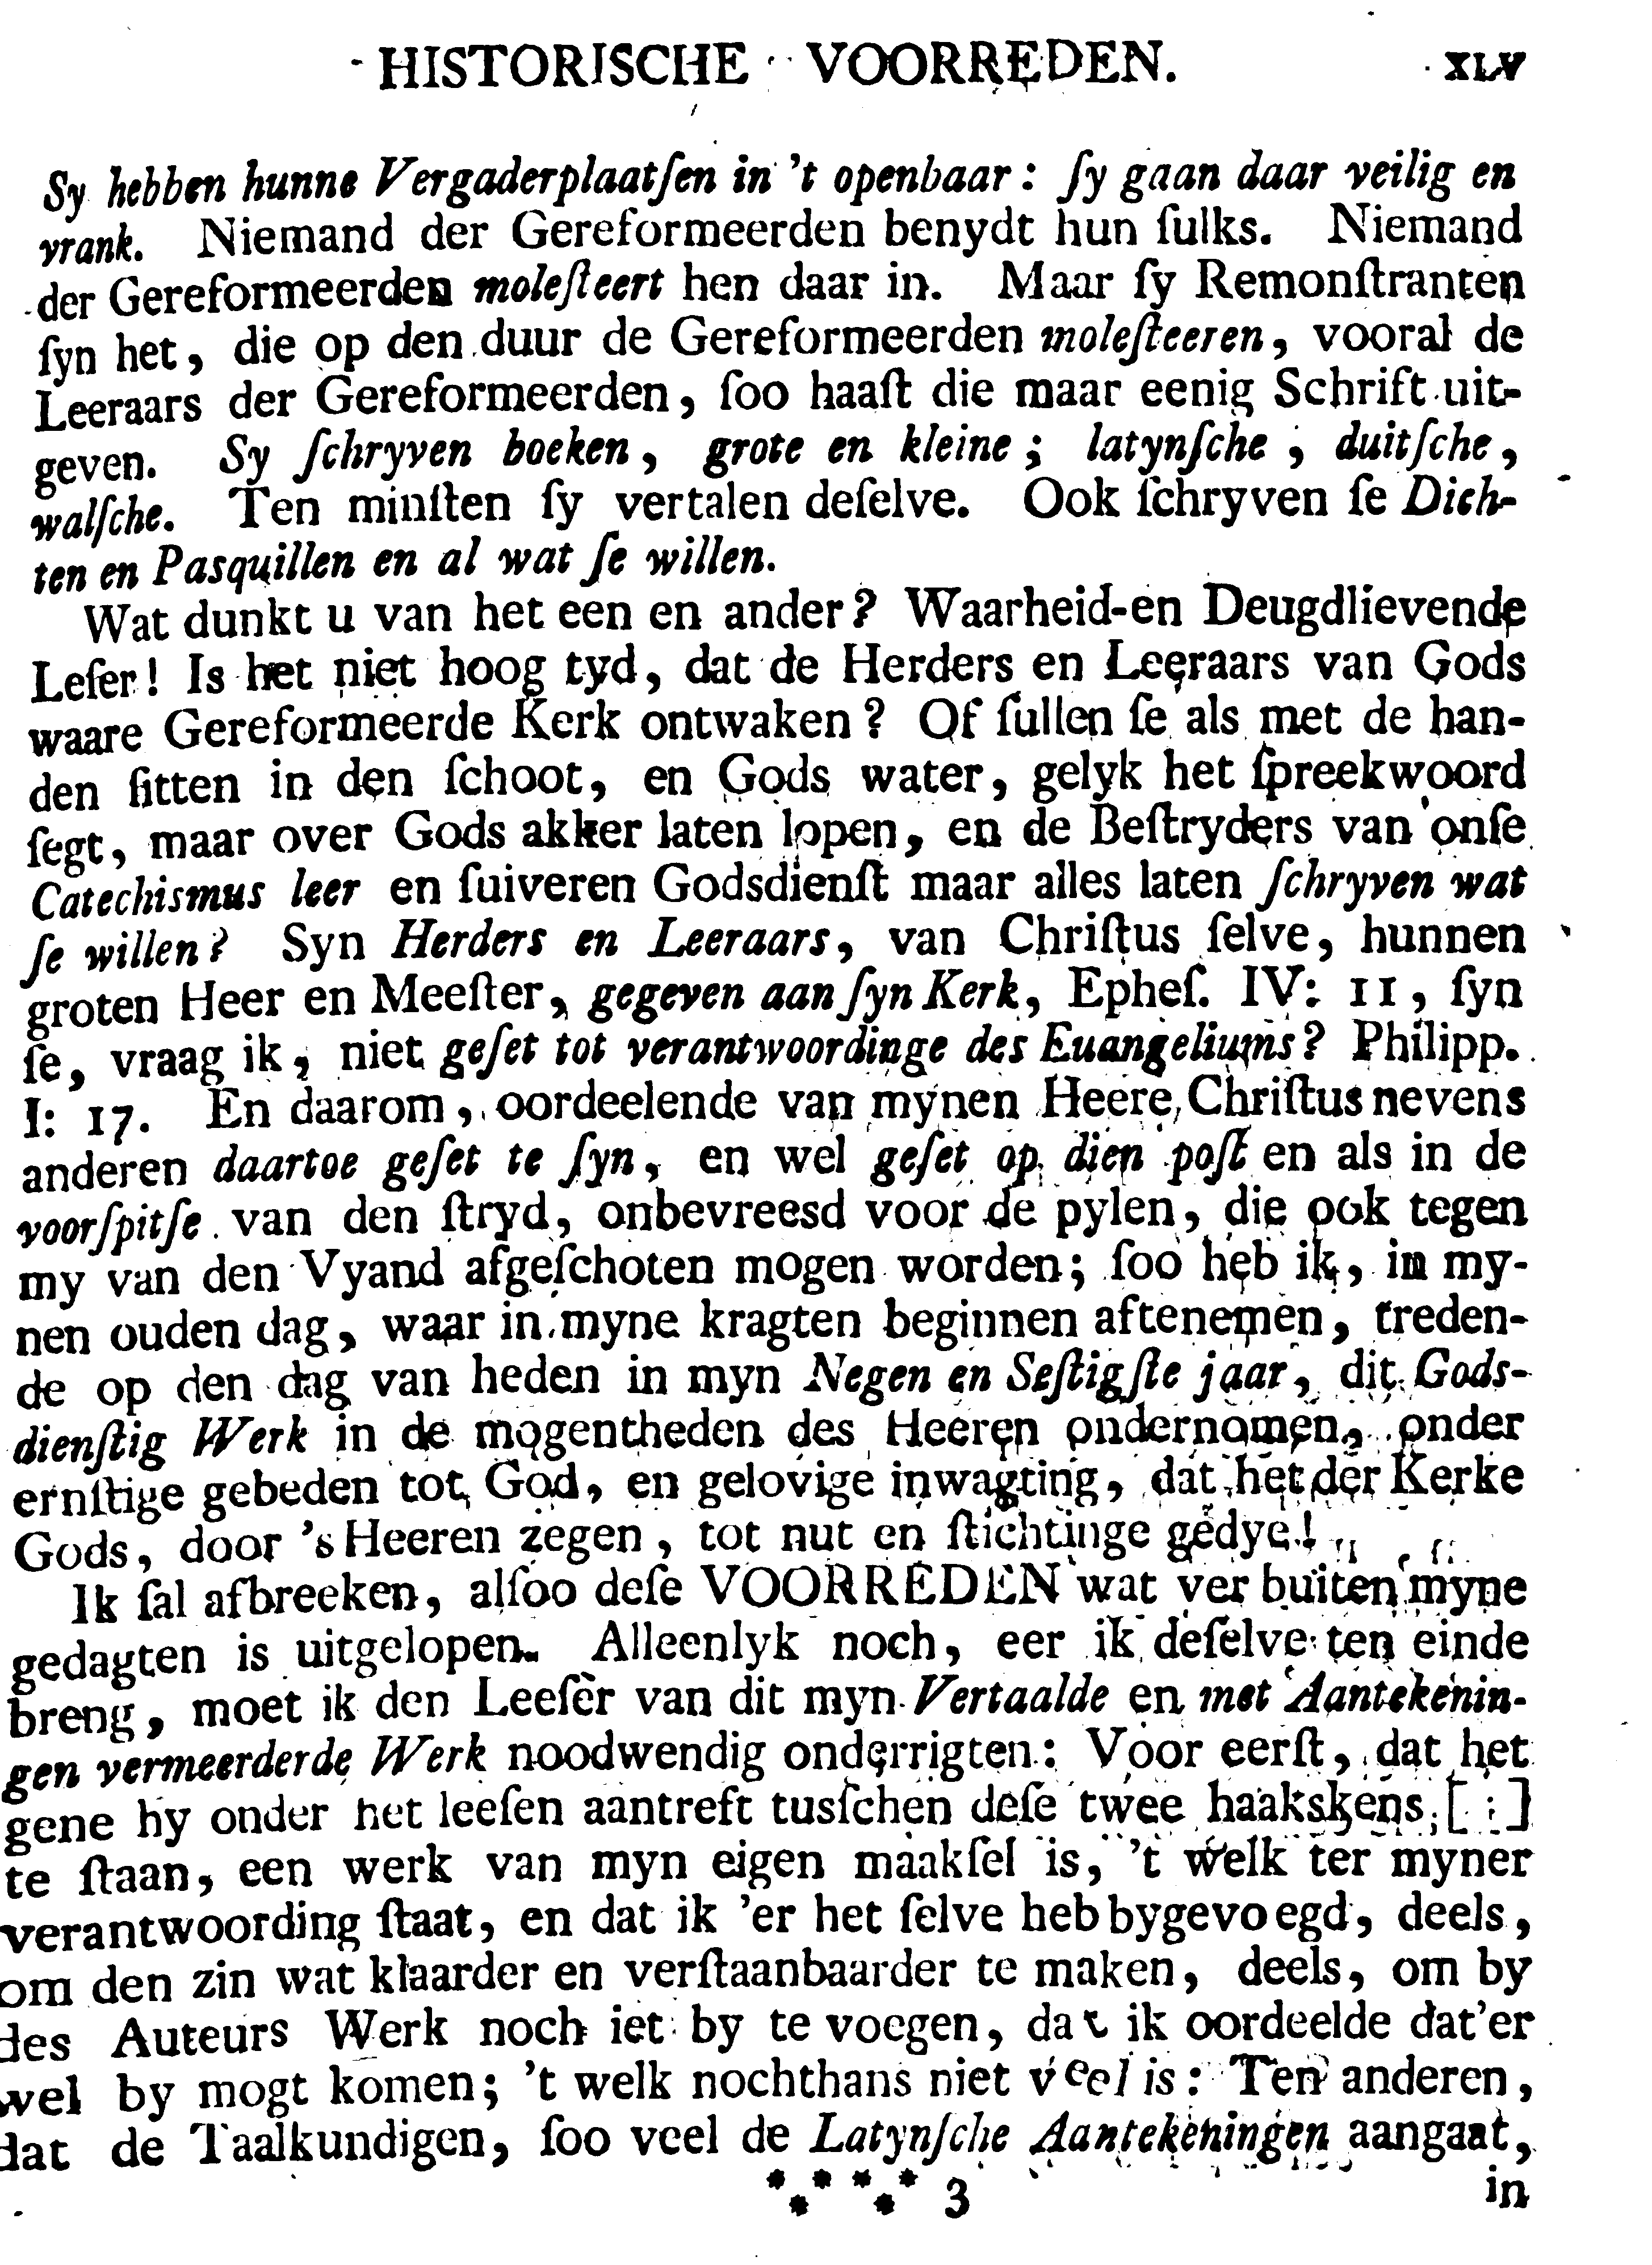 HISTORISCHE VOORREDEN. XLV
Sy hebben hunne Vergaderplaatſen in 't openbaar: ſy gaan daar veilig en
vrank. Niemand der Gereformeerden benydt hun ſulks. Niemand
der Gereformeerden moleſteert hen daar in. Maar ſy Remonſtranten
ſyn het, die op den duur de Gereformeerden moleſteeren, vooral de
Leeraars der Gereformeerden, ſoo haaſt die maar eenig Schrift uit-
geven. Sy ſchryven boeken, grote en kleine; latynſche, duitſche,
walſche. Ten minſten ſy vertalen deſelve. Ook ſchryven ſe Dich-
ten en Pasquillen en al wat ſe willen.
Wat dunkt u van het een en ander? Waarheid-en Deugdlievende
Leſer! Is het niet hoog tyd, dat de Herders en Leeraars van Gods
waare Gereformeerde Kerk ontwaken? Of ſullen ſe als met de han-
den ſitten in den ſchoot, en Gods water, gelyk het ſpreekwoord
ſegt, maar over Gods akker laten lopen, en de Beſtryders van onſe
Catechismus leer en ſuiveren Godsdienſt maar alles laten ſchryven wat
ſe willen? Syn Herders en Leeraars, van Chriſtus ſelve, hunnen
groten Heer en Meeſter, gegeven aan ſyn Kerk, Epheſ. IV: 11, ſyn
ſe, vraag ik, niet geſet tot verantwoordinge des Euangeliums? Philipp.
I: 17. En daarom, oordeelende van mynen Heere Chriſtus nevens
anderen daartoe geſet te ſyn, en wel geſet op dien poſt en als in de
voorſpitſe van den ſtryd, onbevreesd voor de pylen, die ook tegen
my van den Vyand afgeſchoten mogen worden; ſoo heb ik, in my-
nen ouden dag, waar in myne kragten beginnen aftenemen, treden-
de op den dag van heden in myn Negen en Seſtigſte jaar, dit Gods-
dienſtig Werk in de mogentheden des Heeren ondernomen, onder
ernſtige gebeden tot God, en gelovige inwagting, dat het der Kerke
Gods, door 's Heeren zegen, tot nut en ſtichtinge gedye!
Ik ſal afbreeken, alſoo deſe VOORREDEN wat ver buiten myne
gedagten is uitgelopen. Alleenlyk noch, eer ik deſelve ten einde
breng, moet ik den Leeſer van dit myn Vertaalde en met Aantekenin-
gen vermeerderde Werk noodwendig onderrigten: Voor eerſt, dat het
gene hy onder het leeſen aantreft tusſchen deſe twee haakskens [ : ]
te ſtaan, een werk van myn eigen maakſel is, 't welk ter myner
verantwoording ſtaat, en dat ik 'er het ſelve heb bygevoegd, deels,
om den zin wat klaarder en verſtaanbaarder te maken, deels, om by
des Auteurs Werk noch iet by te voegen, dat ik oordeelde dat'er
wel by mogt komen; 't welk nochthans niet veel is: Ten anderen,
dat de Taalkundigen, ſoo veel de Latynſche Aantekeningen aangaat,
****** 3 in